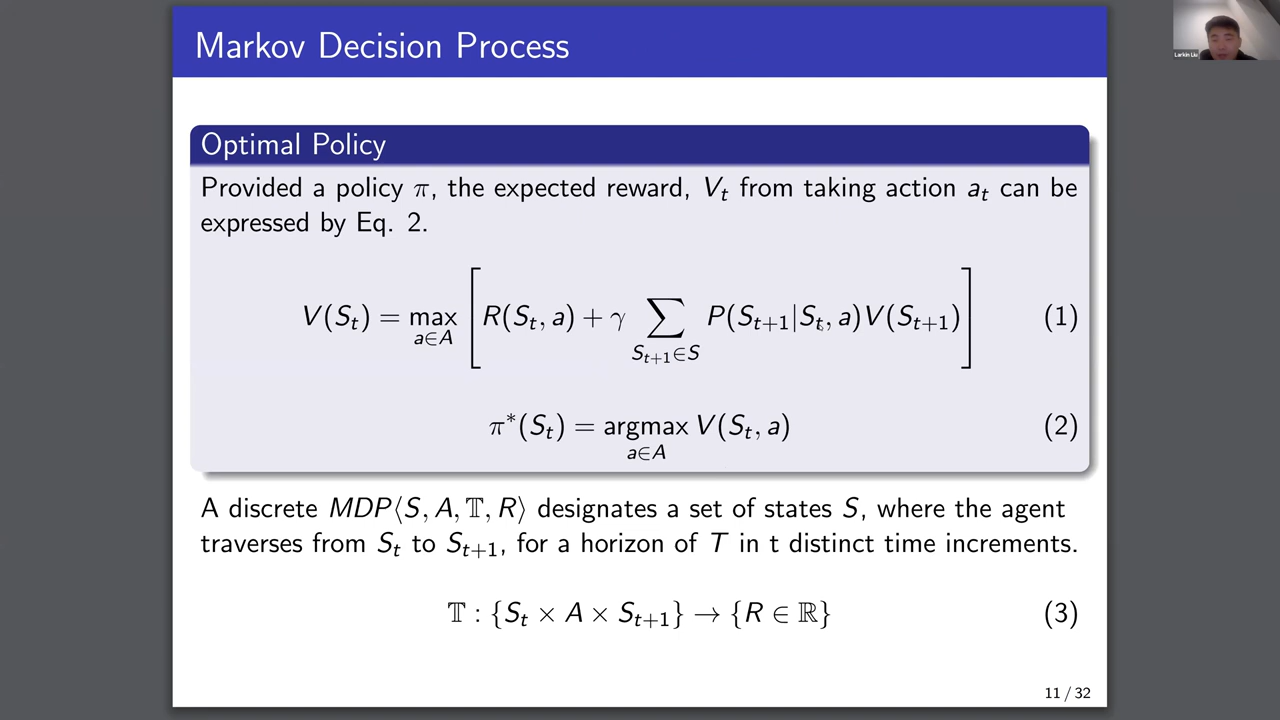 Markov Decision Process
Larkin Liu
Optimal Policy
Provided a policy π, the expected reward, V_t from taking action a_t can be
expressed by Eq. 2.
V(S_t) = max_{a∈A} [ R(S_t, a) + γ ∑_{S_{t+1}∈S} P(S_{t+1}|S_t, a)V(S_{t+1}) ] (1)
π*(S_t) = argmax_{a∈A} V(S_t, a) (2)
A discrete MDP⟨S, A, 𝕋, R⟩ designates a set of states S, where the agent
traverses from S_t to S_{t+1}, for a horizon of T in t distinct time increments.
𝕋 : {S_t × A × S_{t+1}} → {R ∈ ℝ} (3)
11 / 32